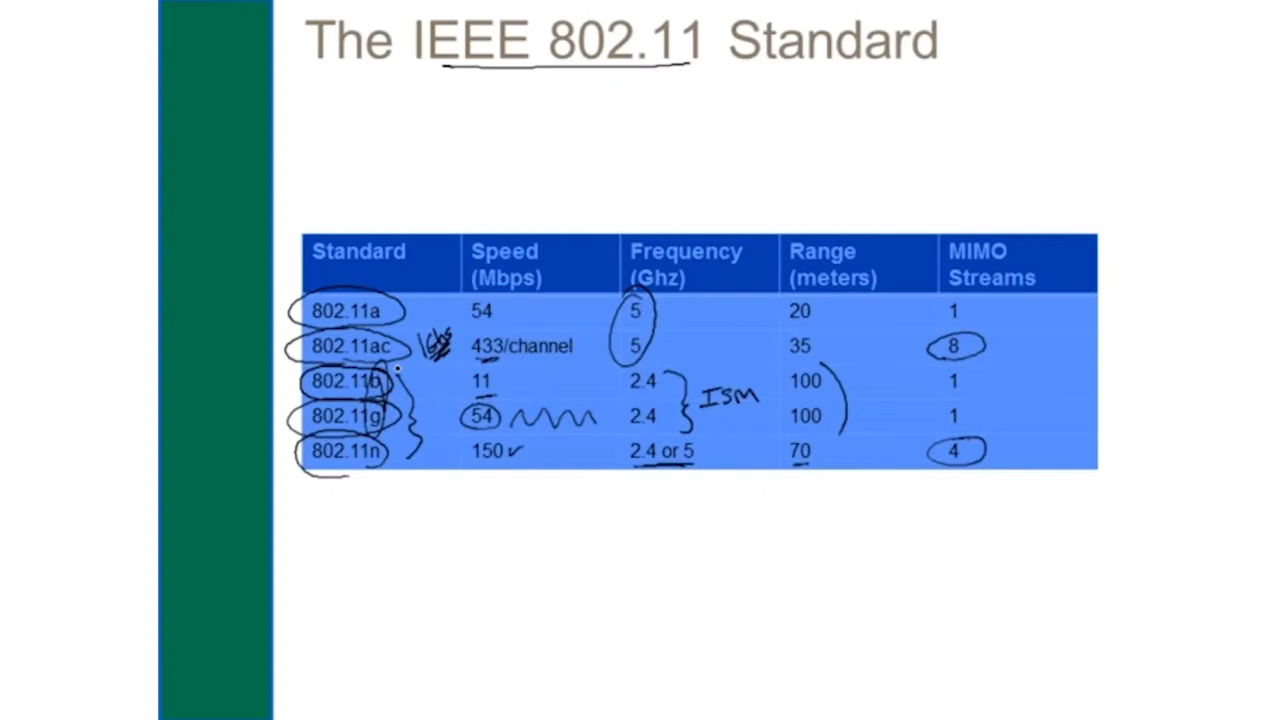 The IEEE 802.11 Standard
Standard Speed (Mbps) Frequency (Ghz) Range (meters) MIMO Streams
802.11a 54 5 20 1
802.11ac 433/channel 5 35 8
802.11b 11 2.4 100 1
ISM
802.11g 54 2.4 100 1
802.11n 150 2.4 or 5 70 4